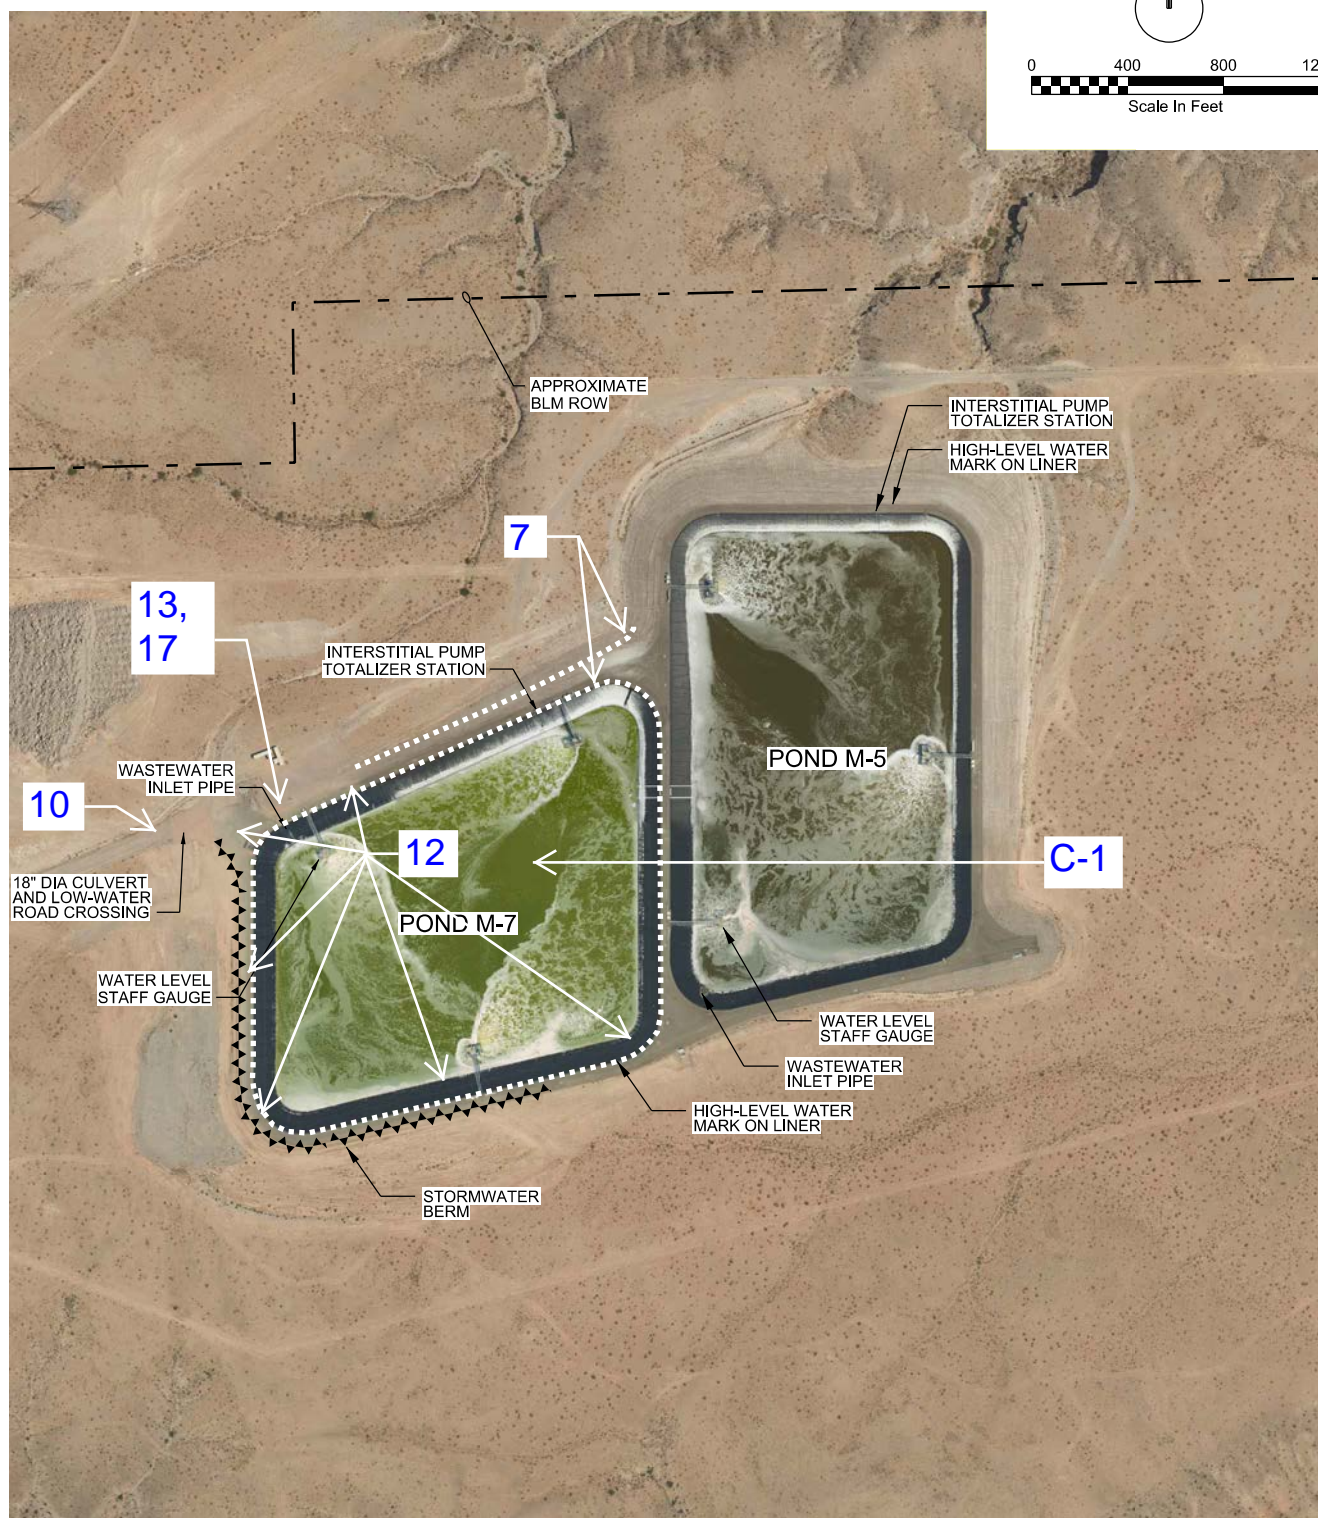 0 400 800 12
Scale In Feet
APPROXIMATE
BLM ROW
INTERSTITIAL PUMP
TOTALIZER STATION
HIGH-LEVEL WATER
MARK ON LINER
7
13,
17
INTERSTITIAL PUMP
TOTALIZER STATION
POND M-5
WASTEWATER
INLET PIPE
10
12
C-1
18" DIA CULVERT
AND LOW-WATER
ROAD CROSSING
POND M-7
WATER LEVEL
STAFF GAUGE
WATER LEVEL
STAFF GAUGE
WASTEWATER
INLET PIPE
HIGH-LEVEL WATER
MARK ON LINER
STORMWATER
BERM